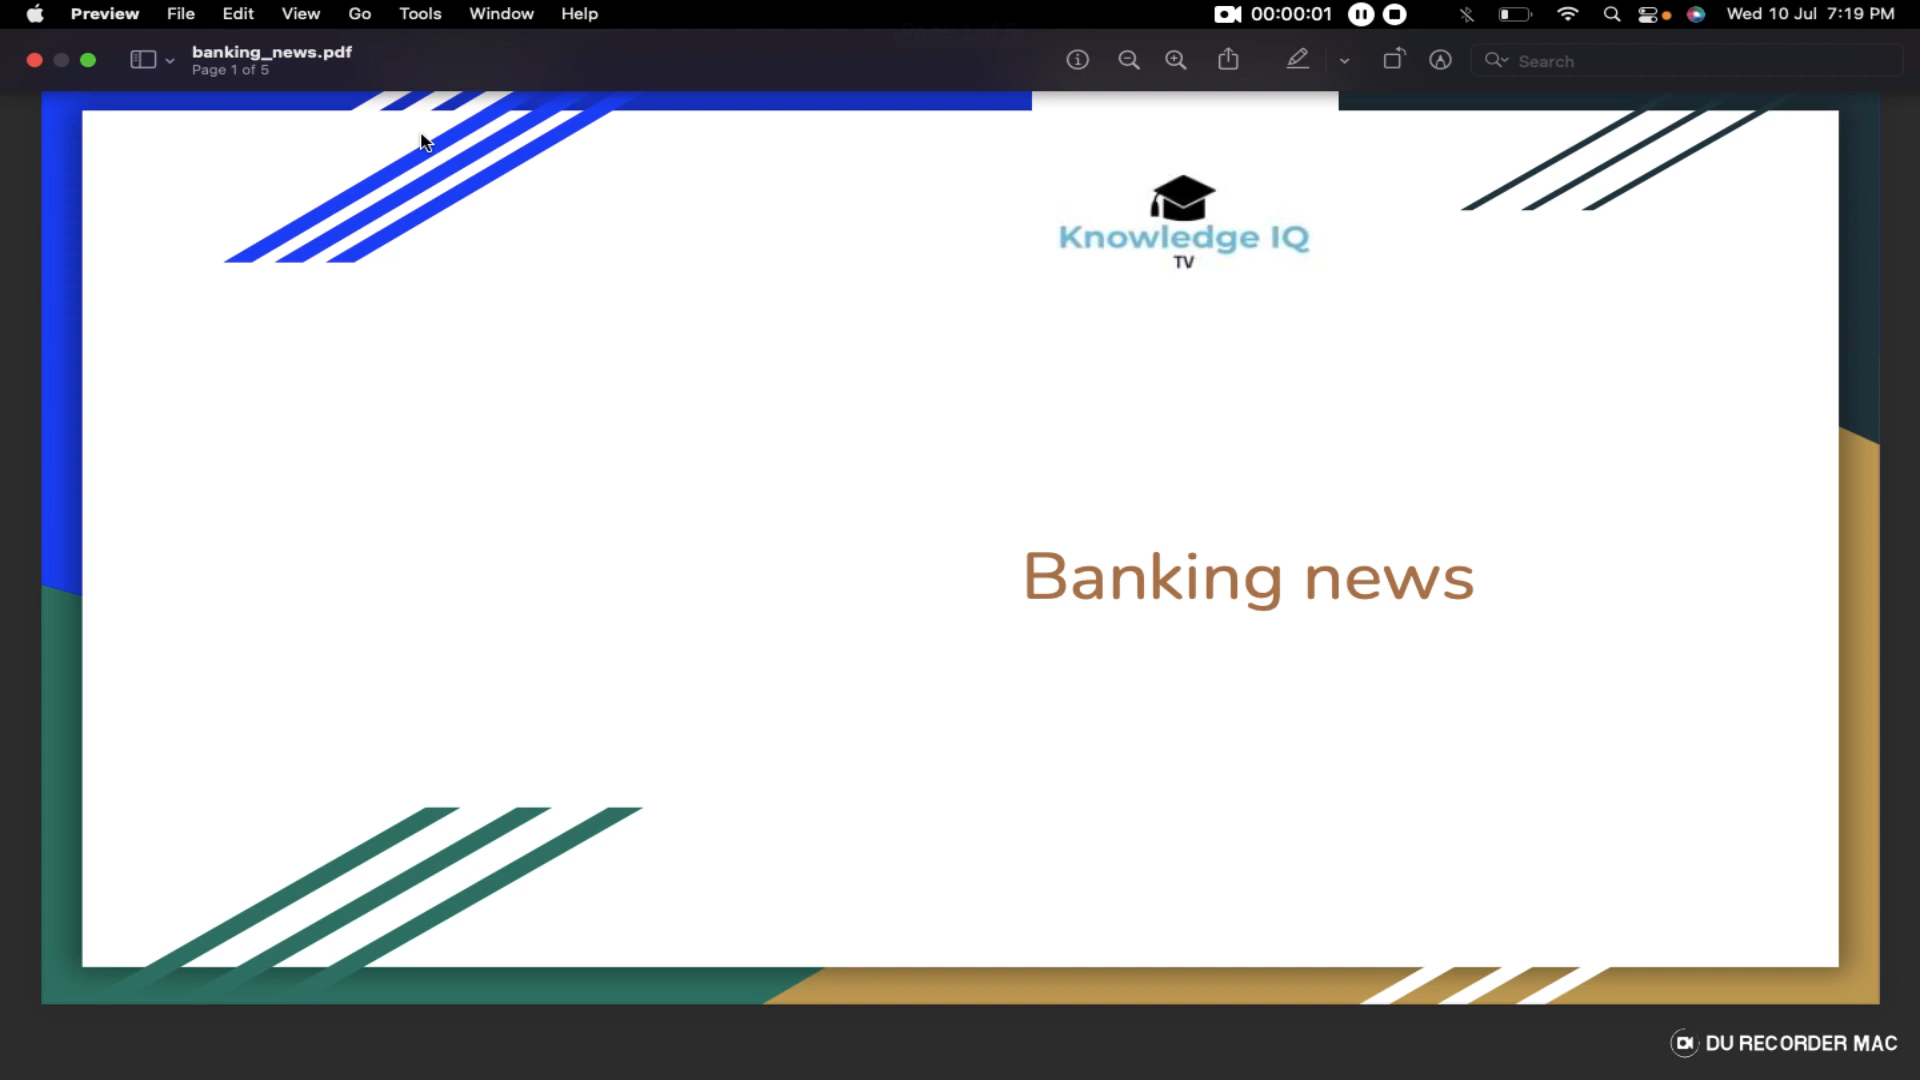 Preview File Edit View Go Tools Window Help 00:00:01 Wed 10 Jul 7:19 PM
banking_news.pdf
Page 1 of 5
Search
Knowledge IQ
TV
Banking news
DU RECORDER MAC